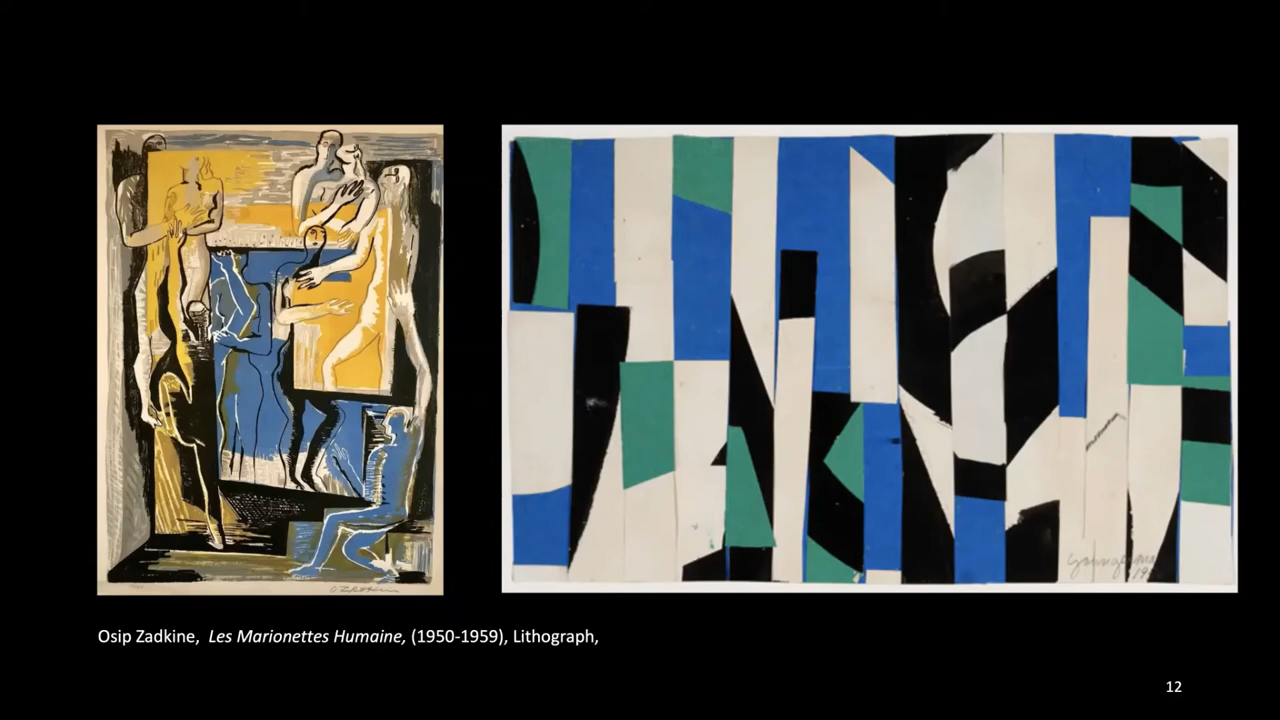 Osip Zadkine, Les Marionettes Humaine, (1950-1959), Lithograph,
12